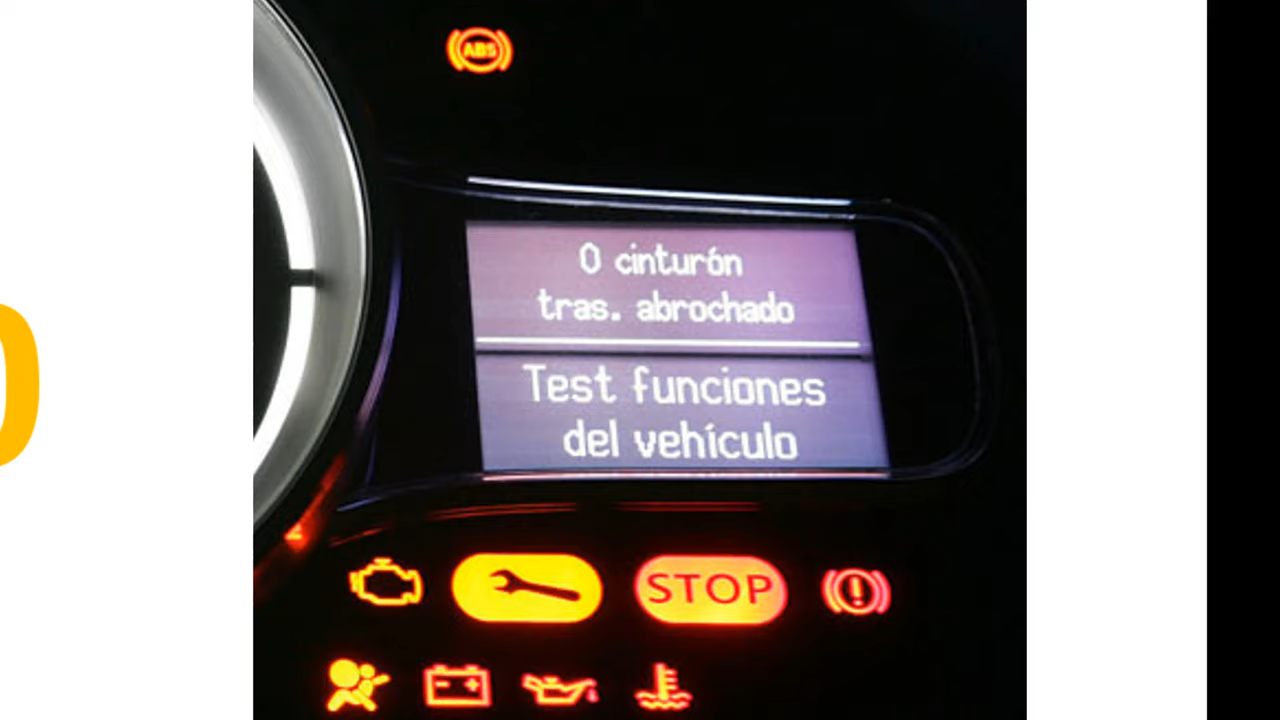 ABS
0 cinturón
tras. abrochado
Test funciones
del vehículo
STOP